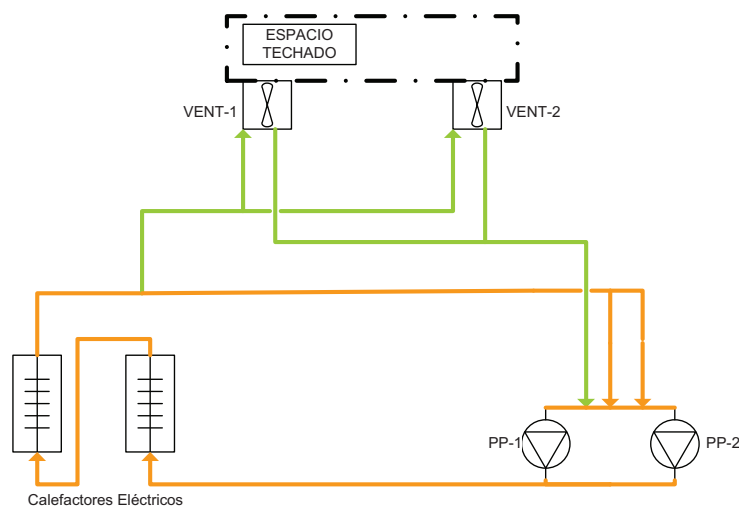 ESPACIO
TECHADO
VENT-1
VENT-2
PP-1
PP-2
Calefactores Eléctricos